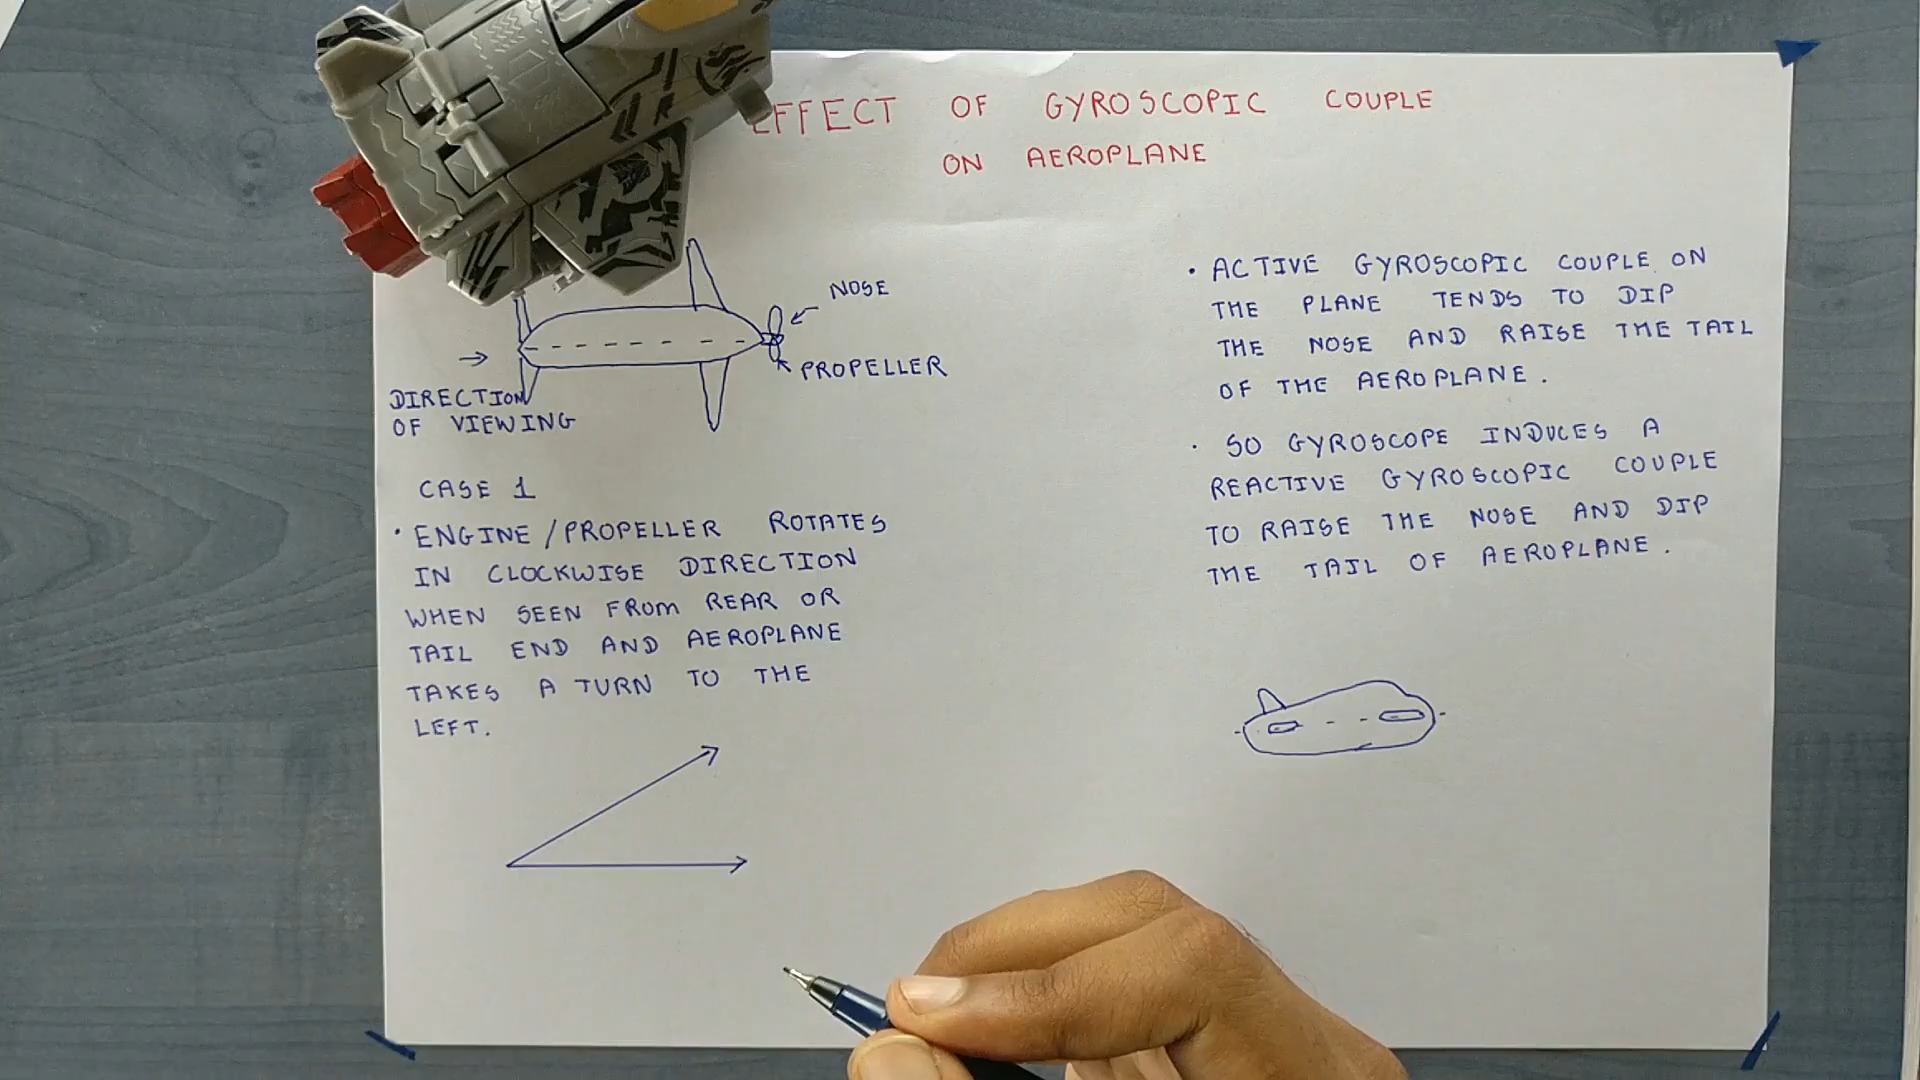 EFFECT OF GYROSCOPIC COUPLE
ON AEROPLANE
NOSE
PROPELLER
DIRECTION
OF VIEWING
CASE 1
• ENGINE/PROPELLER ROTATES
IN CLOCKWISE DIRECTION
WHEN SEEN FROM REAR OR
TAIL END AND AEROPLANE
TAKES A TURN TO THE
LEFT.
• ACTIVE GYROSCOPIC COUPLE ON
THE PLANE TENDS TO DIP
THE NOSE AND RAISE THE TAIL
OF THE AEROPLANE.
• SO GYROSCOPE INDUCES A
REACTIVE GYROSCOPIC COUPLE
TO RAISE THE NOSE AND DIP
THE TAIL OF AEROPLANE.